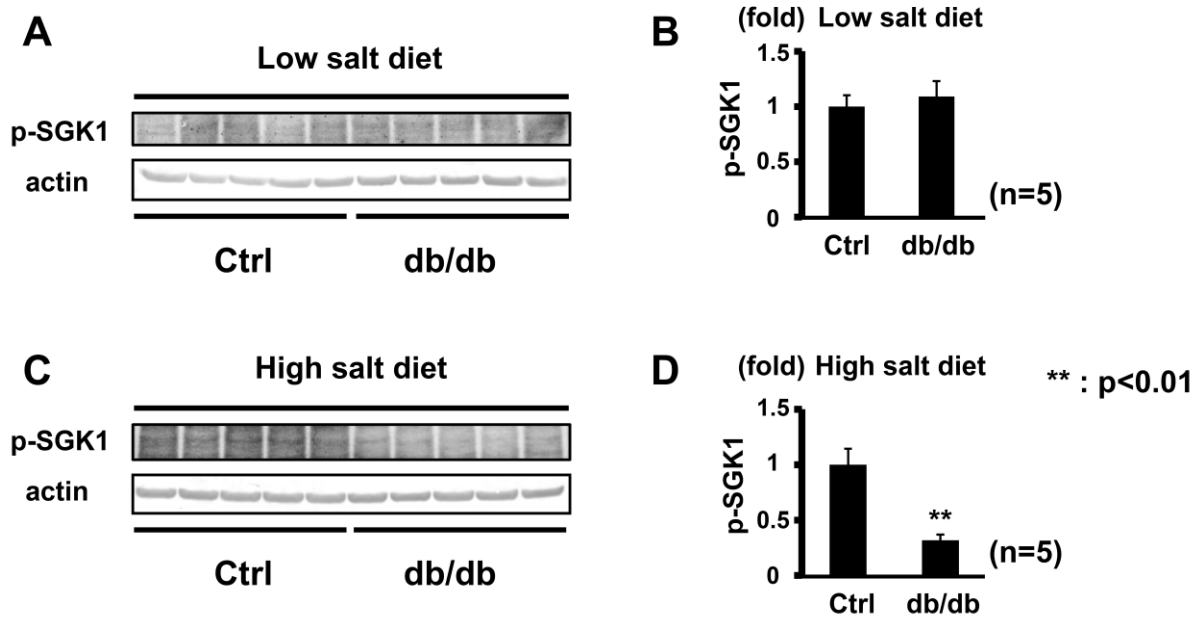 A
Low salt diet
p-SGK1
actin
Ctrl db/db
B
(fold) Low salt diet
p-SGK1
1.5
1
0.5
0
Ctrl db/db
(n=5)
C
High salt diet
p-SGK1
actin
Ctrl db/db
D
(fold) High salt diet
** : p<0.01
p-SGK1
1.5
1
0.5
0
**
Ctrl db/db
(n=5)